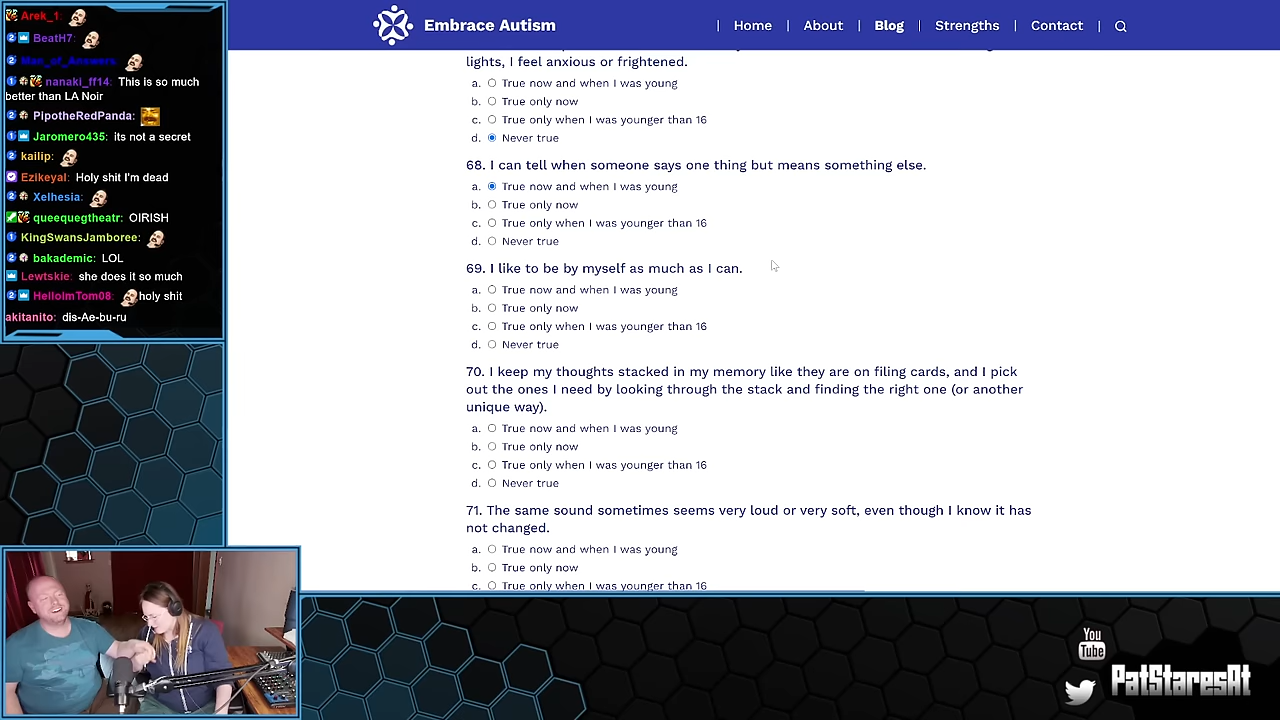 Arek_1:
BeatH7:
Man_of_Answers:
nanaki_ff14: This is so much
better than LA Noir
PipotheRedPanda:
Jaromero435: its not a secret
kailip:
Ezikeyal: Holy shit I'm dead
Xelhesia:
queequegtheatr: OIRISH
KingSwansJamboree:
bakademic: LOL
Lewtskie: she does it so much
HelloImTom08: holy shit
akitanito: dis-Ae-bu-ru
Embrace Autism
Home
About
Blog
Strengths
Contact
lights, I feel anxious or frightened.
a. True now and when I was young
b. True only now
c. True only when I was younger than 16
d. Never true
68. I can tell when someone says one thing but means something else.
a. True now and when I was young
b. True only now
c. True only when I was younger than 16
d. Never true
69. I like to be by myself as much as I can.
a. True now and when I was young
b. True only now
c. True only when I was younger than 16
d. Never true
70. I keep my thoughts stacked in my memory like they are on filing cards, and I pick
out the ones I need by looking through the stack and finding the right one (or another
unique way).
a. True now and when I was young
b. True only now
c. True only when I was younger than 16
d. Never true
71. The same sound sometimes seems very loud or very soft, even though I know it has
not changed.
a. True now and when I was young
b. True only now
c. True only when I was younger than 16
You
Tube
PatStaresAt